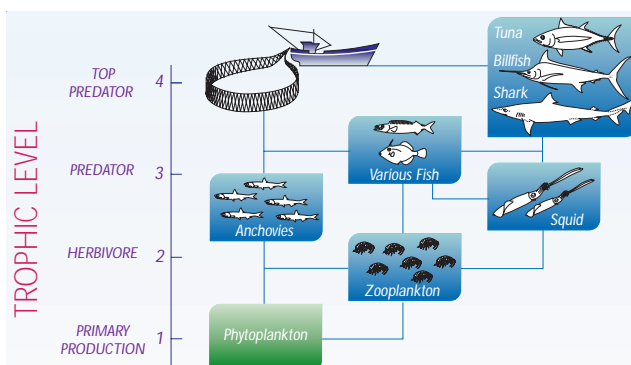 TROPHIC LEVEL
TOP
PREDATOR
4
PREDATOR
3
HERBIVORE
2
PRIMARY
PRODUCTION
1
Tuna
Billfish
Shark
Various Fish
Anchovies
Squid
Zooplankton
Phytoplankton